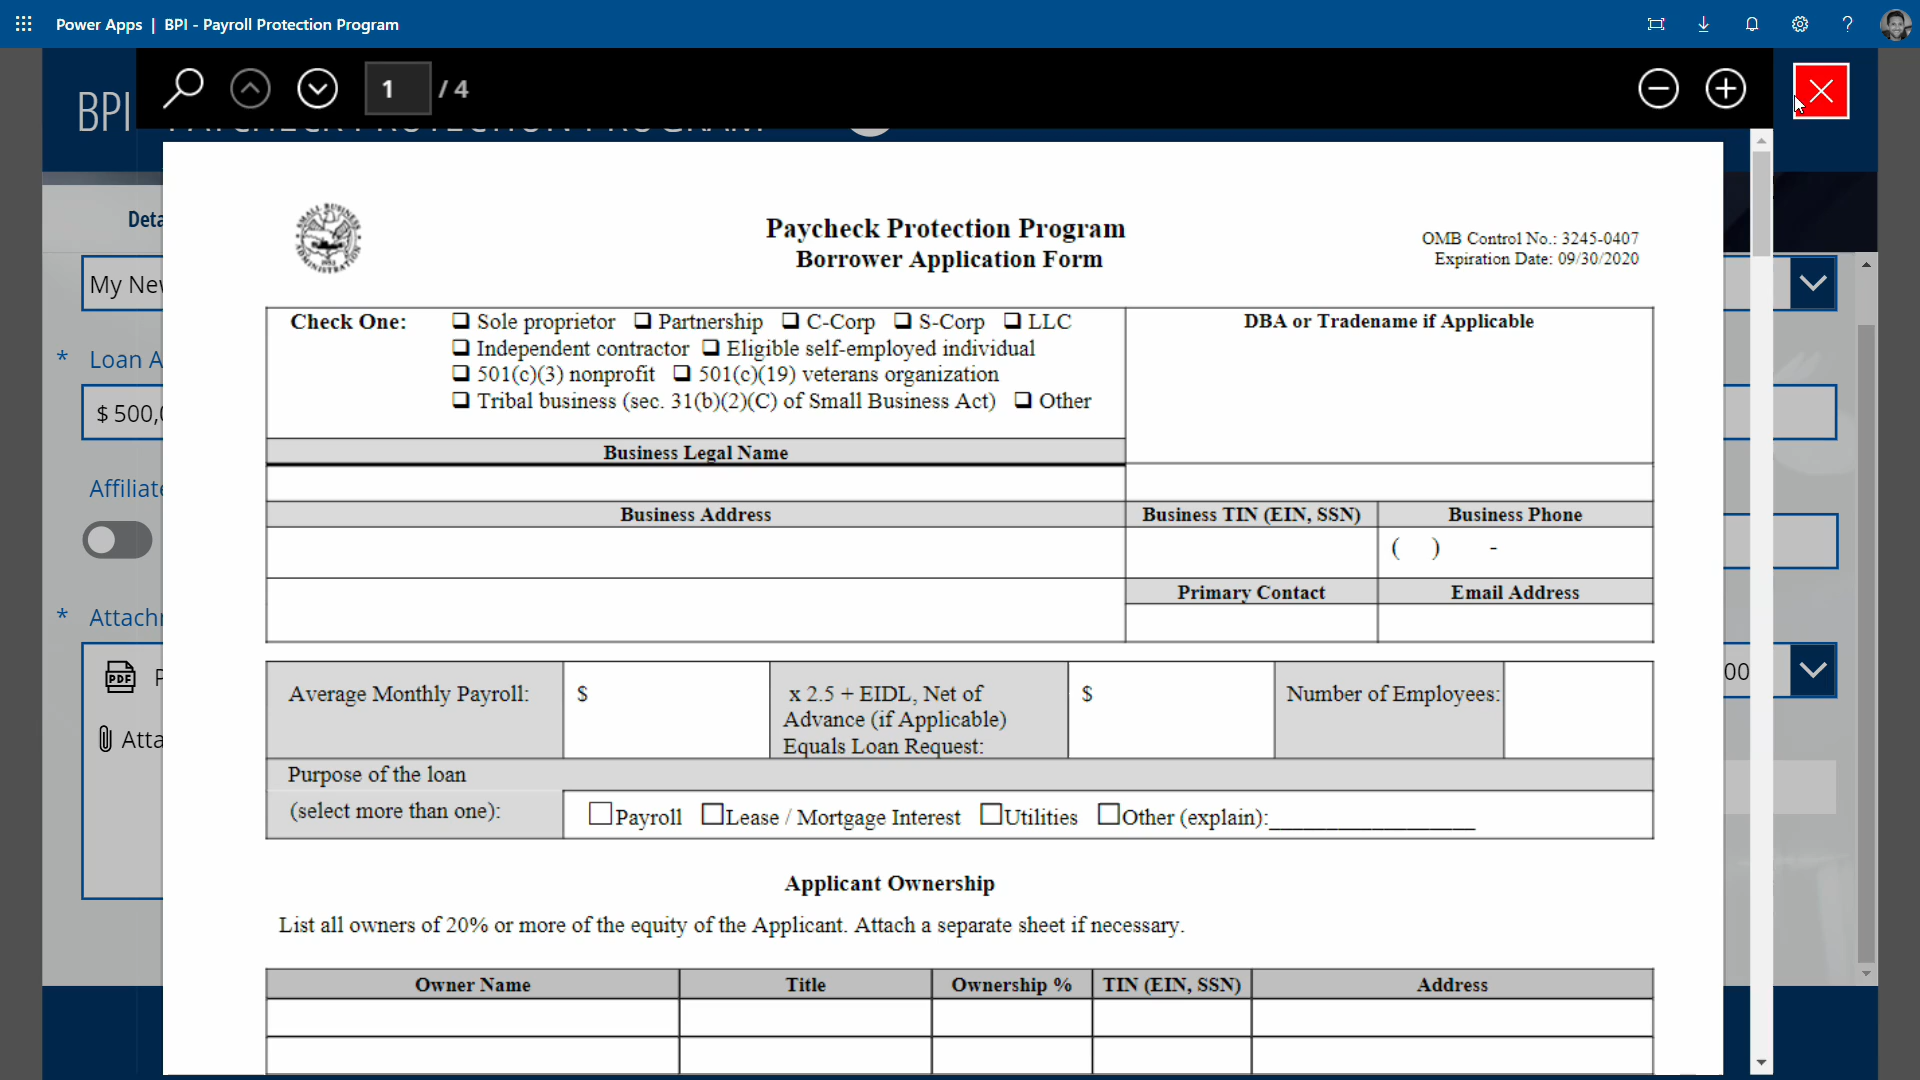 Power Apps | BPI - Payroll Protection Program
1 / 4
BPI
Paycheck Protection Program
Borrower Application Form
OMB Control No.: 3245-0407
Expiration Date: 09/30/2020
SMALL BUSINESS ADMINISTRATION
Check One: Sole proprietor Partnership C-Corp S-Corp LLC
Independent contractor Eligible self-employed individual
501(c)(3) nonprofit 501(c)(19) veterans organization
Tribal business (sec. 31(b)(2)(C) of Small Business Act) Other
DBA or Tradename if Applicable
Business Legal Name
Business Address
Business TIN (EIN, SSN)
Business Phone
( ) -
Primary Contact
Email Address
Average Monthly Payroll: $
x 2.5 + EIDL, Net of
Advance (if Applicable)
Equals Loan Request:
$
Number of Employees:
Purpose of the loan
(select more than one):
Payroll Lease / Mortgage Interest Utilities Other (explain):
Applicant Ownership
List all owners of 20% or more of the equity of the Applicant. Attach a separate sheet if necessary.
Owner Name Title Ownership % TIN (EIN, SSN) Address
My
* Loan
$ 500,
* 
PDF
00